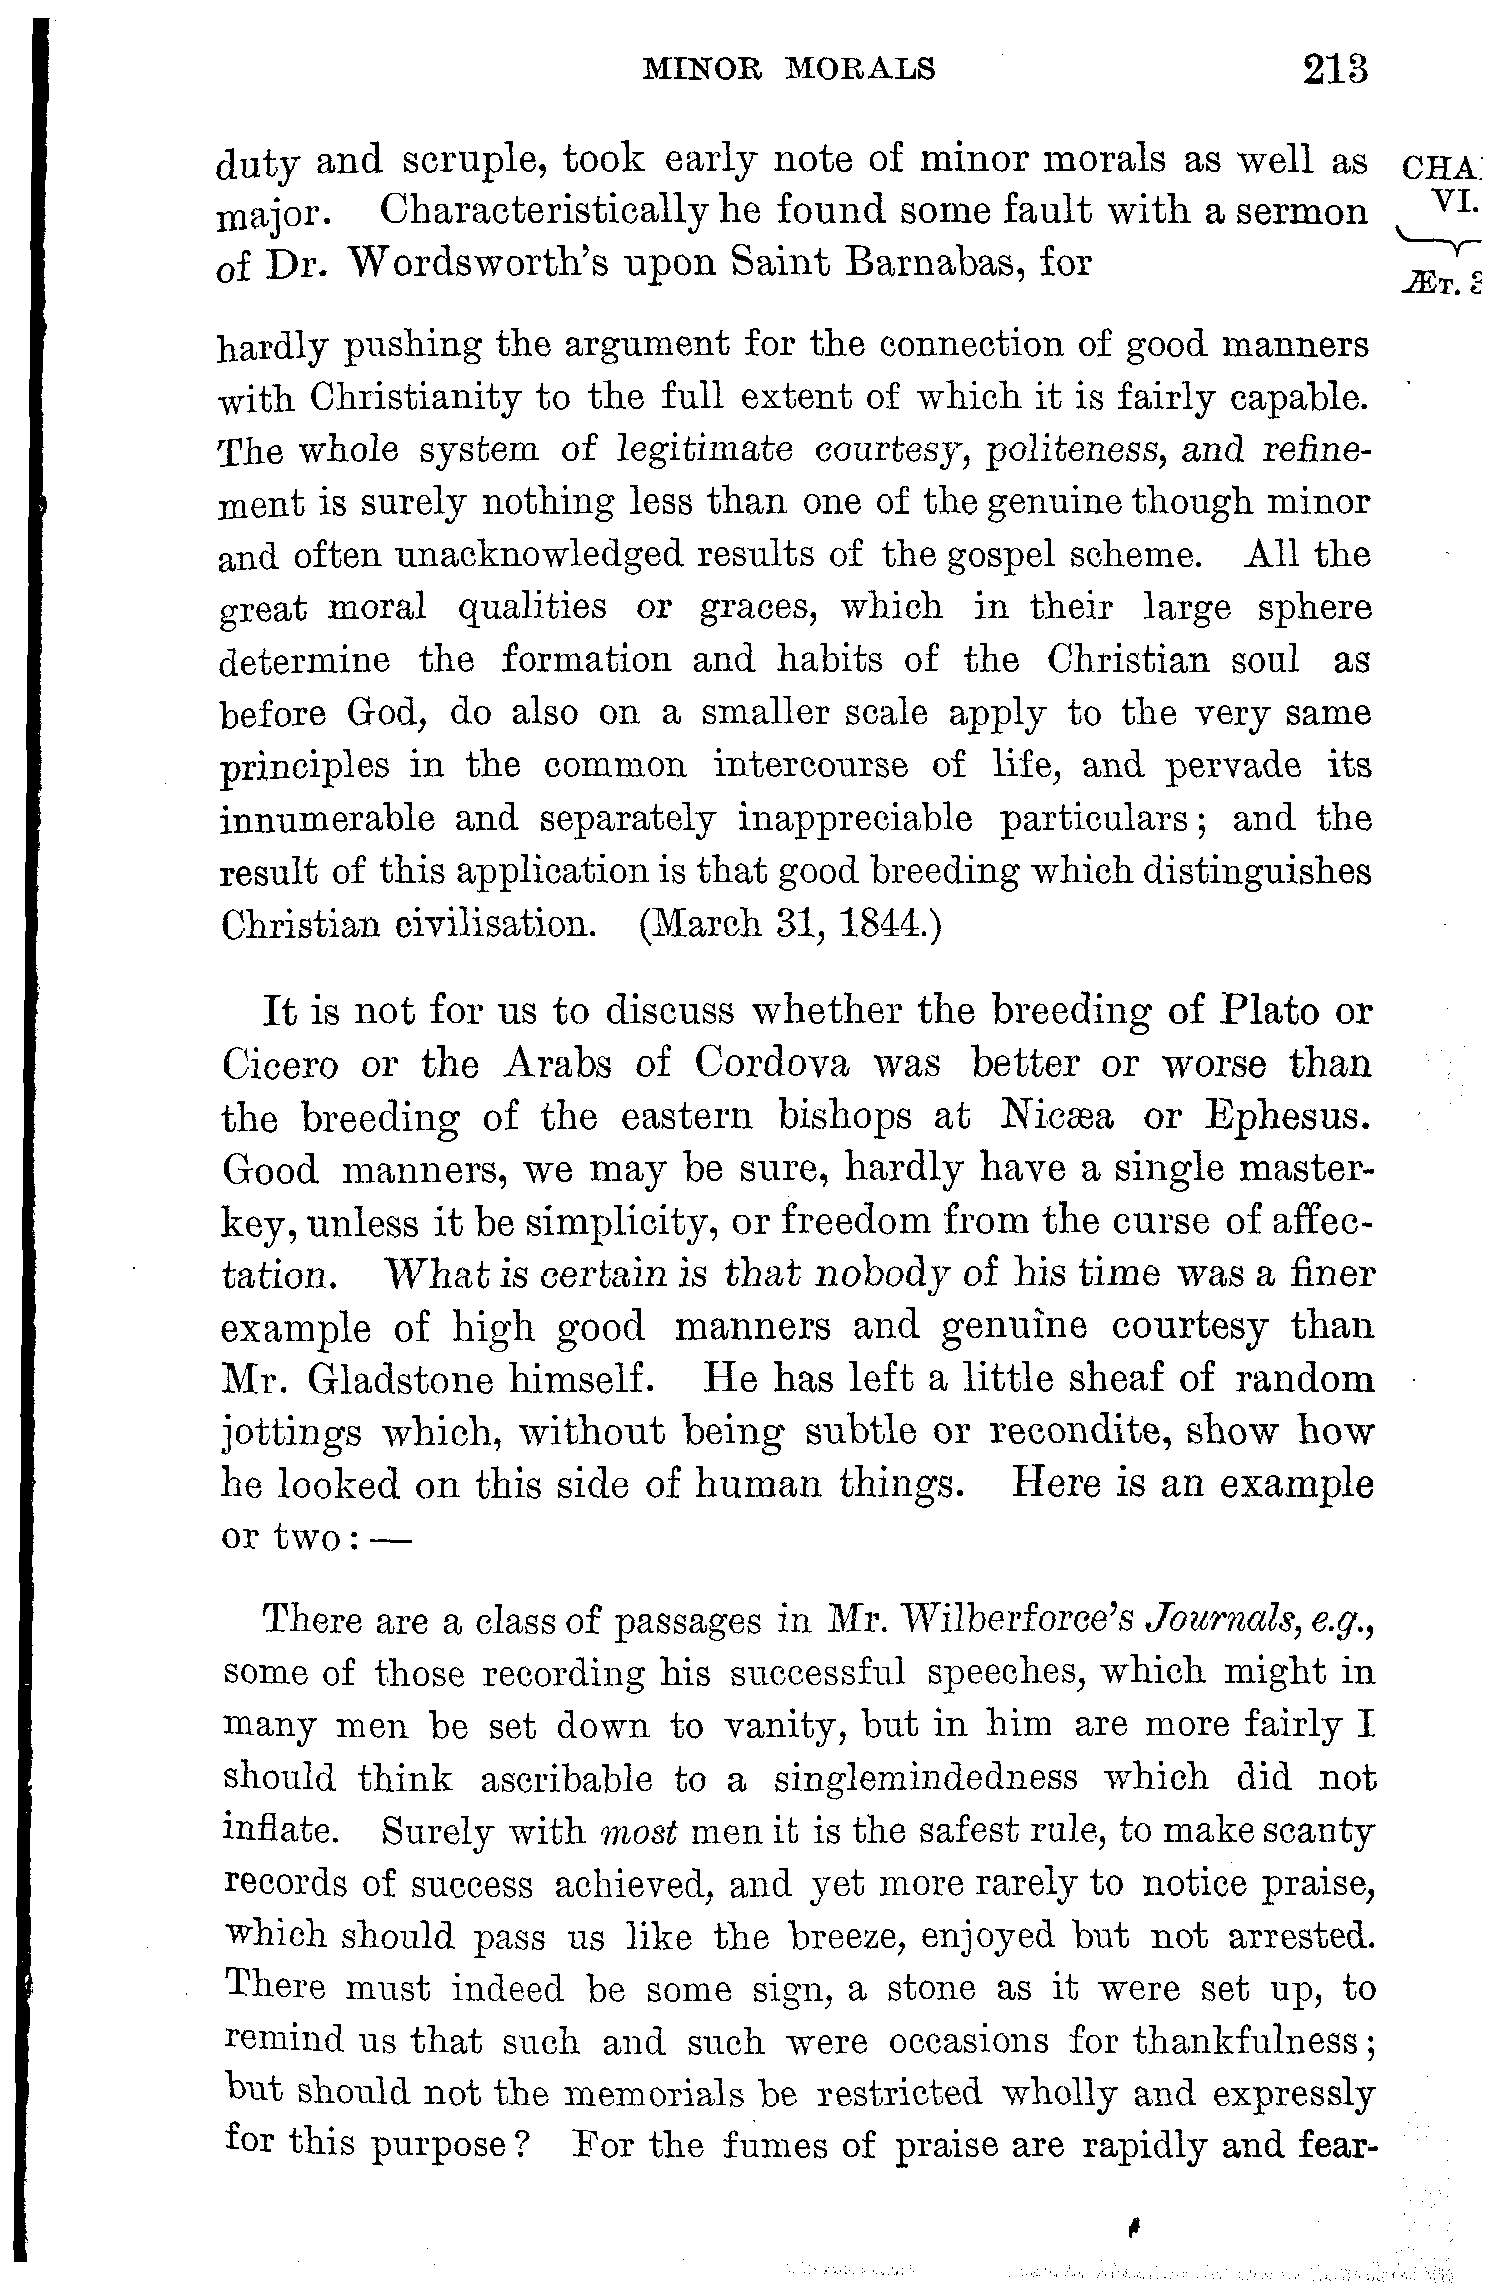 MINOR MORALS 213
duty and scruple, took early note of minor morals as well as
major. Characteristically he found some fault with a sermon
of Dr. Wordsworth's upon Saint Barnabas, for
CHA
VI.
ÆT. 3
hardly pushing the argument for the connection of good manners
with Christianity to the full extent of which it is fairly capable.
The whole system of legitimate courtesy, politeness, and refine-
ment is surely nothing less than one of the genuine though minor
and often unacknowledged results of the gospel scheme. All the
great moral qualities or graces, which in their large sphere
determine the formation and habits of the Christian soul as
before God, do also on a smaller scale apply to the very same
principles in the common intercourse of life, and pervade its
innumerable and separately inappreciable particulars; and the
result of this application is that good breeding which distinguishes
Christian civilisation. (March 31, 1844.)
It is not for us to discuss whether the breeding of Plato or
Cicero or the Arabs of Cordova was better or worse than
the breeding of the eastern bishops at Nicæa or Ephesus.
Good manners, we may be sure, hardly have a single master-
key, unless it be simplicity, or freedom from the curse of affec-
tation. What is certain is that nobody of his time was a finer
example of high good manners and genuine courtesy than
Mr. Gladstone himself. He has left a little sheaf of random
jottings which, without being subtle or recondite, show how
he looked on this side of human things. Here is an example
or two: —
There are a class of passages in Mr. Wilberforce's Journals, e.g.,
some of those recording his successful speeches, which might in
many men be set down to vanity, but in him are more fairly I
should think ascribable to a singlemindedness which did not
inflate. Surely with most men it is the safest rule, to make scanty
records of success achieved, and yet more rarely to notice praise,
which should pass us like the breeze, enjoyed but not arrested.
There must indeed be some sign, a stone as it were set up, to
remind us that such and such were occasions for thankfulness;
but should not the memorials be restricted wholly and expressly
for this purpose? For the fumes of praise are rapidly and fear-